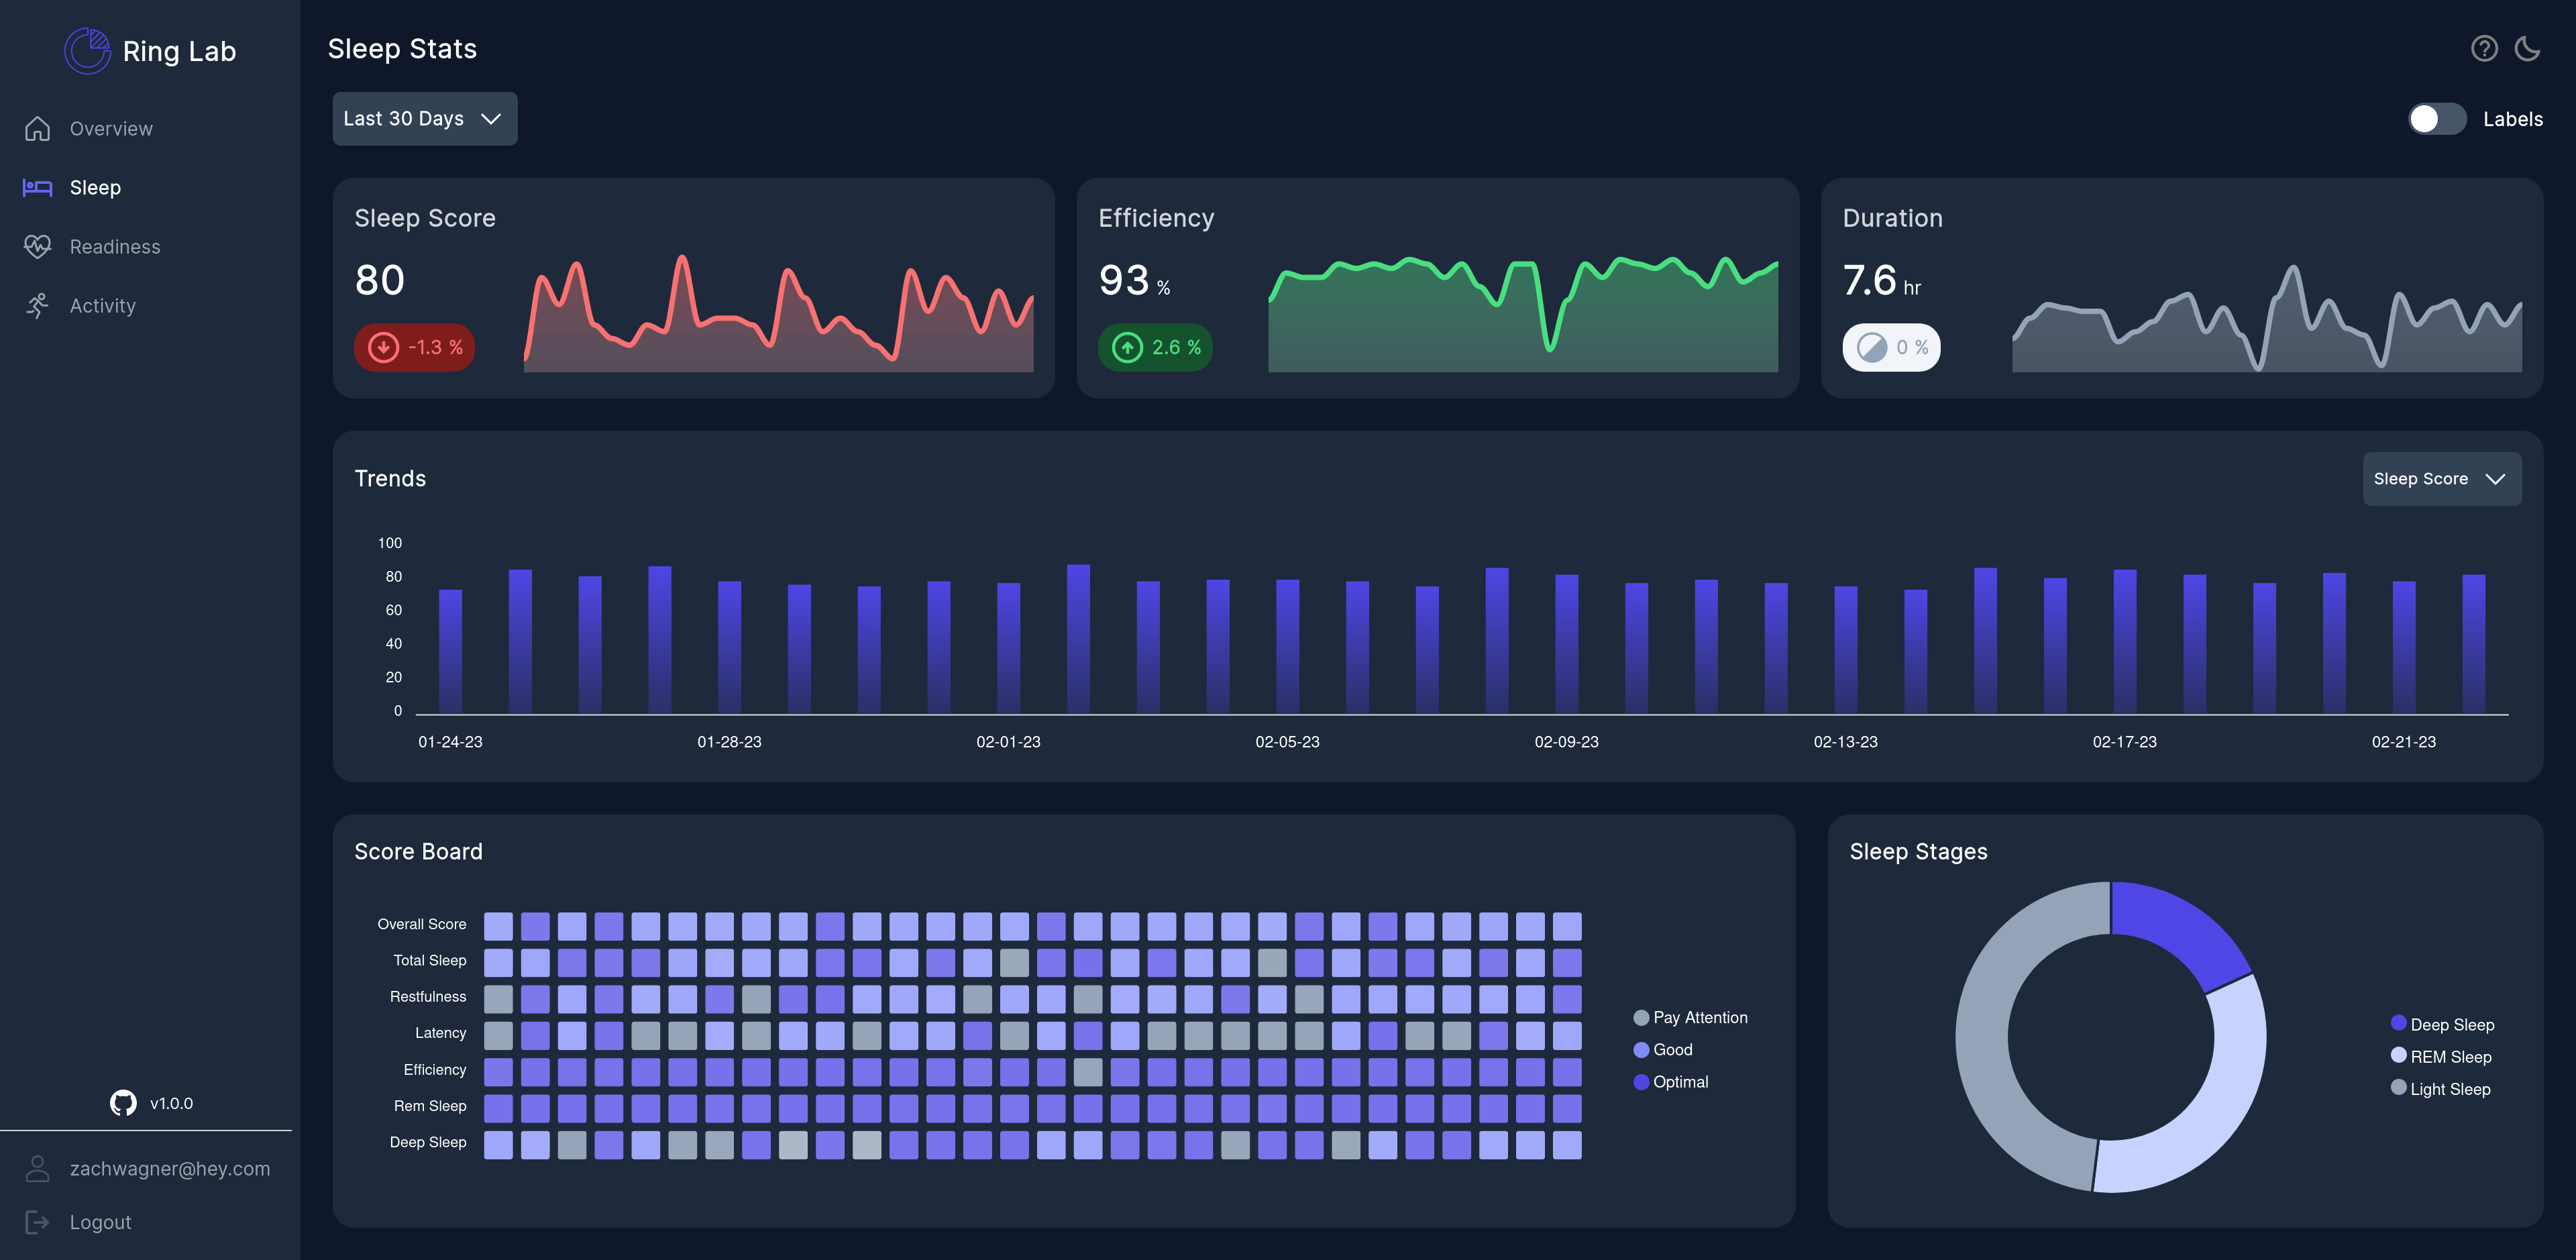 Ring Lab
Overview
Sleep
Readiness
Activity
v1.0.0
zachwagner@hey.com
Logout
Sleep Stats
Last 30 Days
Labels
Sleep Score
80
-1.3 %
Efficiency
93 %
2.6 %
Duration
7.6 hr
0 %
Trends
Sleep Score
100
80
60
40
20
0
01-24-23 01-28-23 02-01-23 02-05-23 02-09-23 02-13-23 02-17-23 02-21-23
Score Board
Overall Score
Total Sleep
Restfulness
Latency
Efficiency
Rem Sleep
Deep Sleep
Pay Attention
Good
Optimal
Sleep Stages
Deep Sleep
REM Sleep
Light Sleep